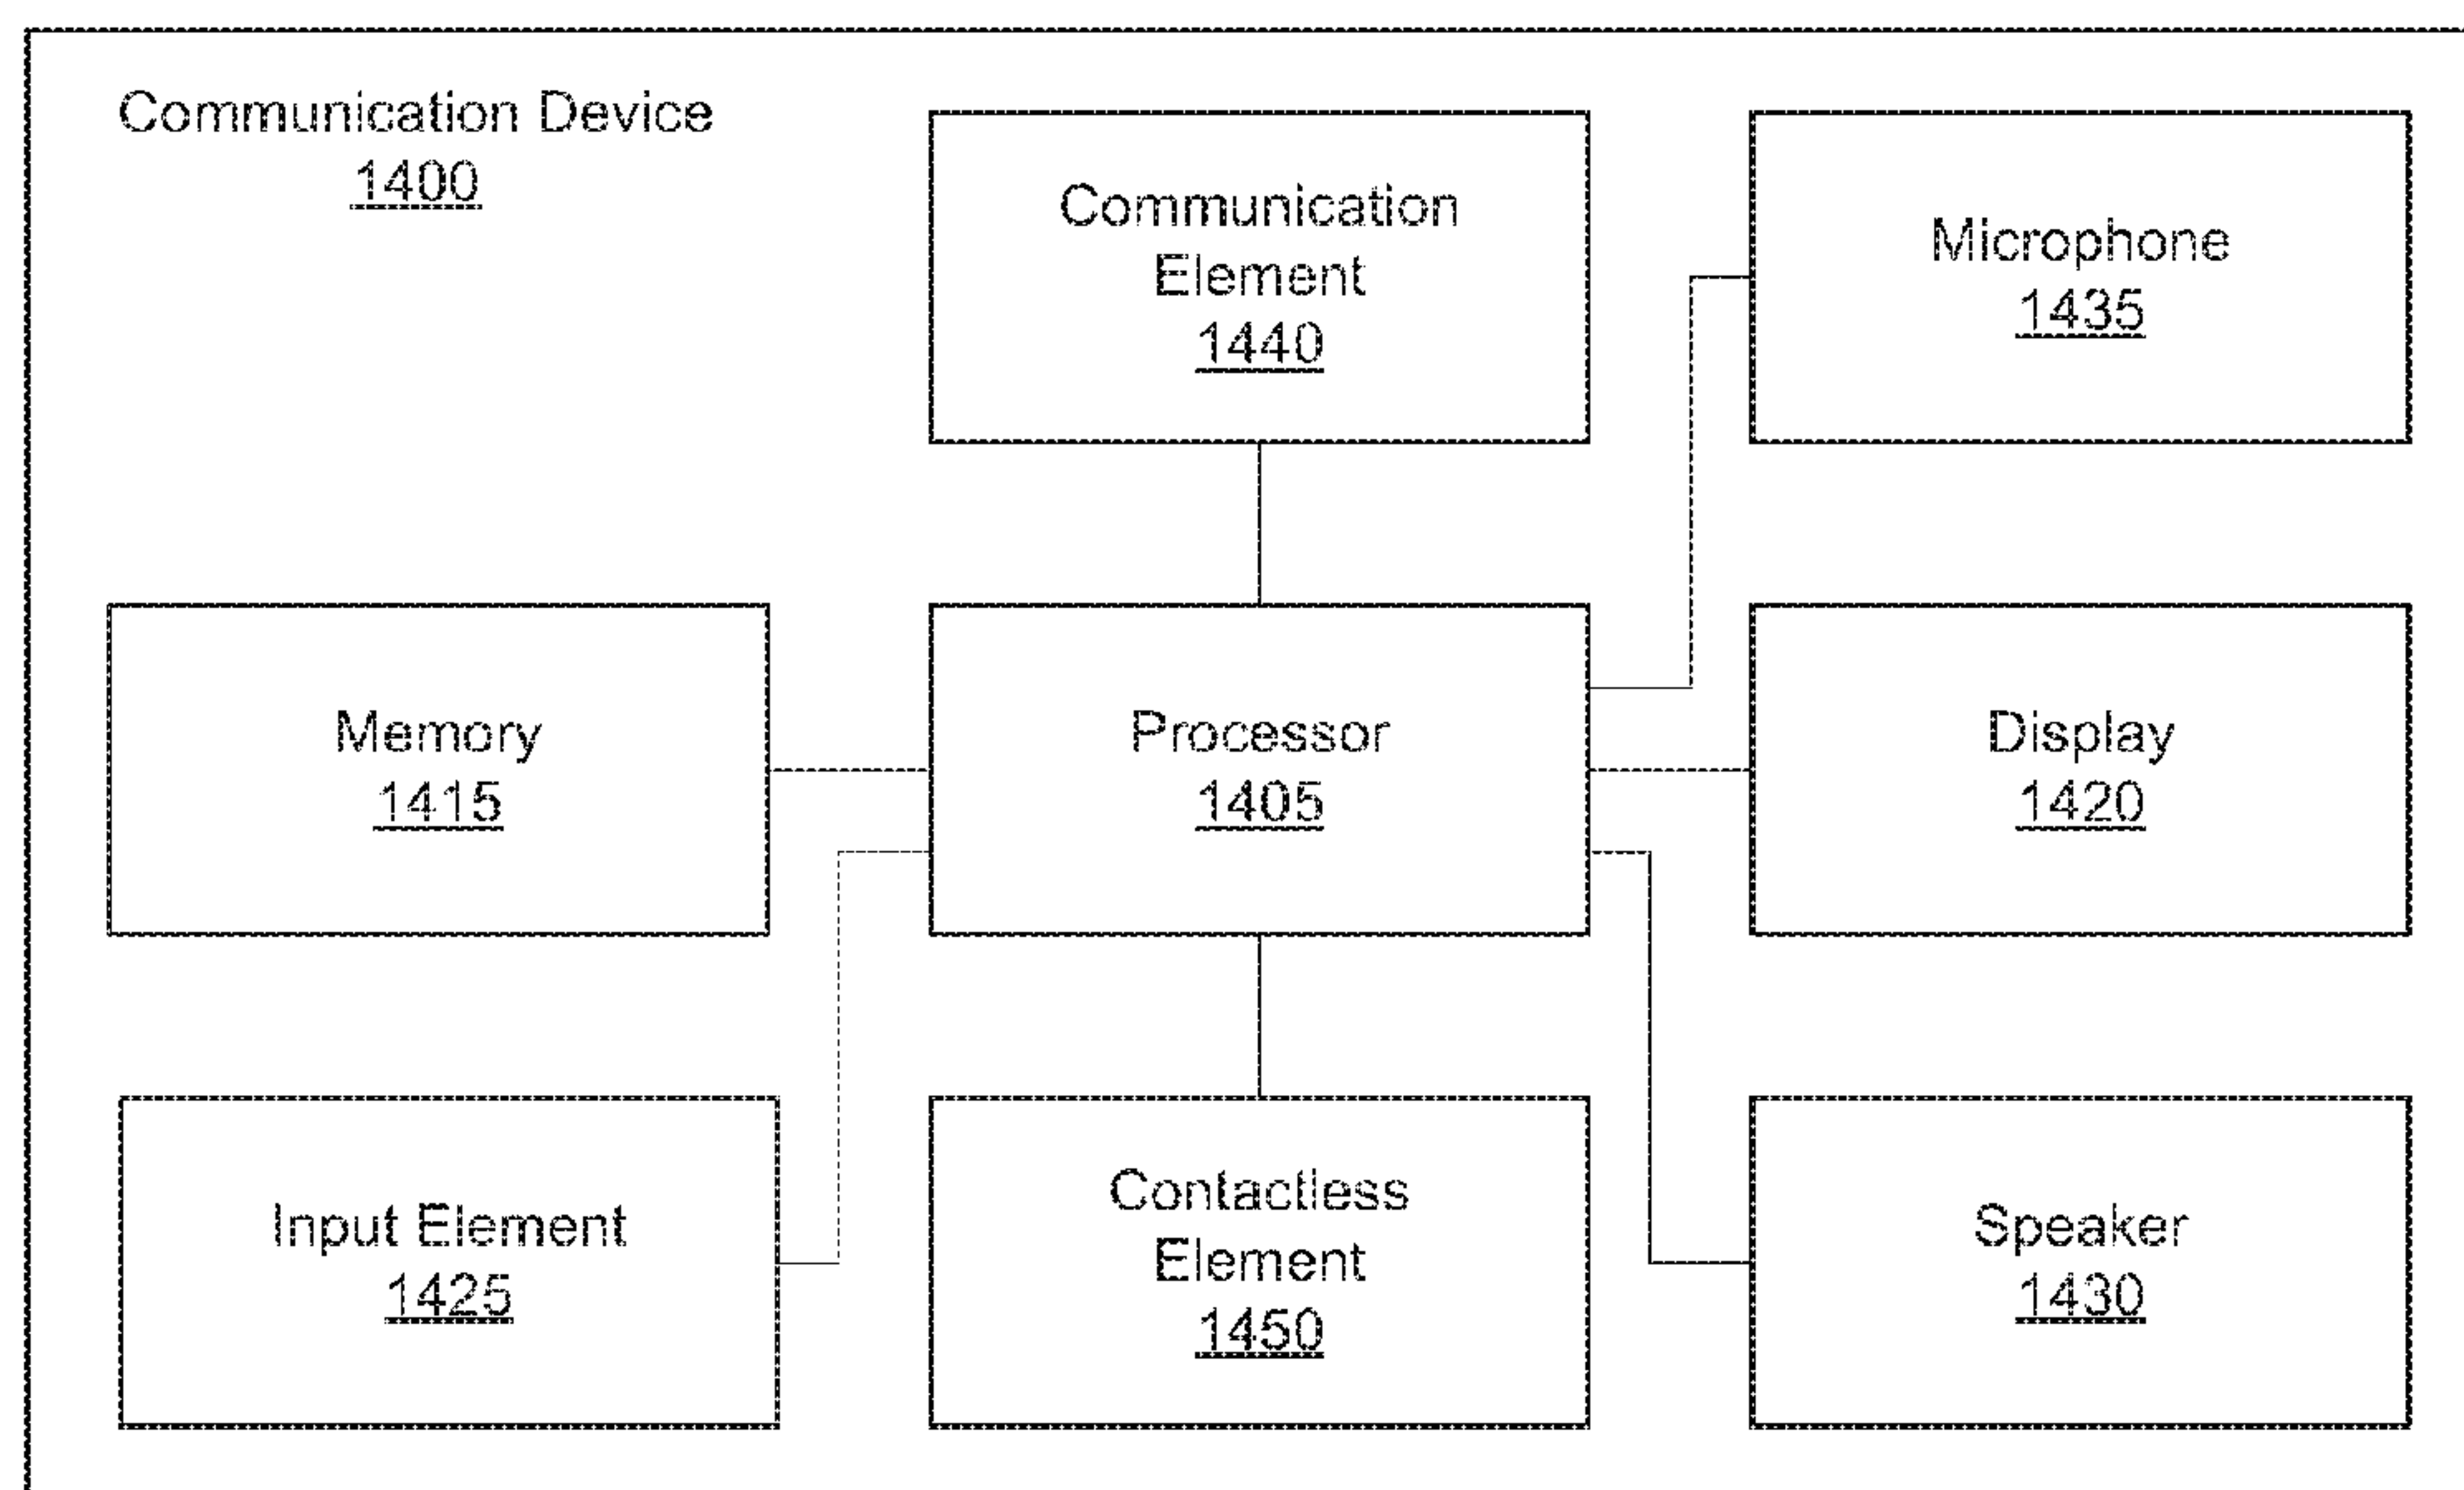 Communication Device
1400
Communication
Element
1440
Microphone
1435
Memory
1415
Processor
1405
Display
1420
Input Element
1425
Contactless
Element
1450
Speaker
1430